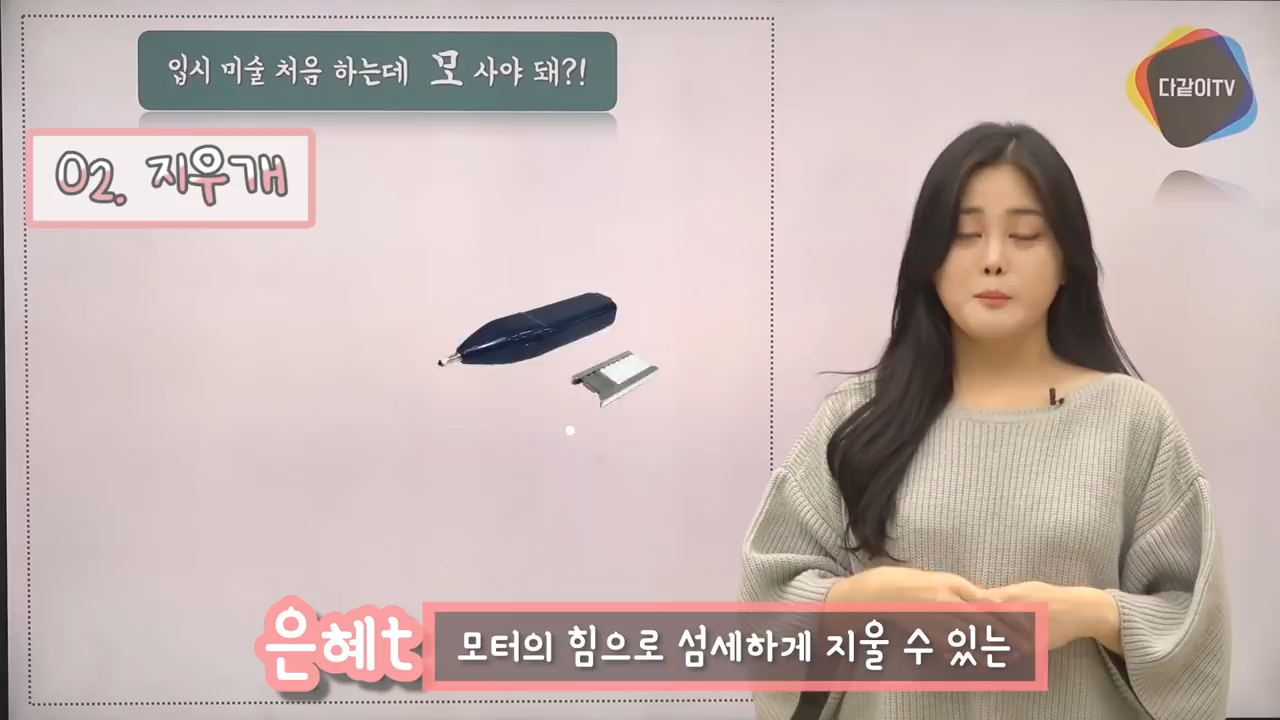 입시 미술 처음 하는데 모 사야 돼?!
다같이TV
02. 지우개
은혜t 모터의 힘으로 섬세하게 지울 수 있는